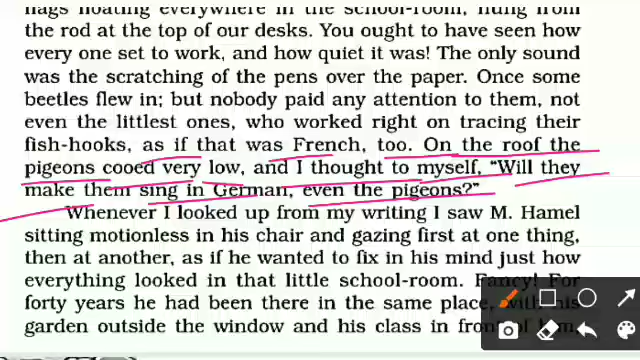 flags floating everywhere in the school-room, hung from
the rod at the top of our desks. You ought to have seen how
every one set to work, and how quiet it was! The only sound
was the scratching of the pens over the paper. Once some
beetles flew in; but nobody paid any attention to them, not
even the littlest ones, who worked right on tracing their
fish-hooks, as if that was French, too. On the roof the
pigeons cooed very low, and I thought to myself, “Will they
make them sing in German, even the pigeons?”
Whenever I looked up from my writing I saw M. Hamel
sitting motionless in his chair and gazing first at one thing,
then at another, as if he wanted to fix in his mind just how
everything looked in that little school-room. Fancy! For
forty years he had been there in the same place, with his
garden outside the window and his class in front of him,